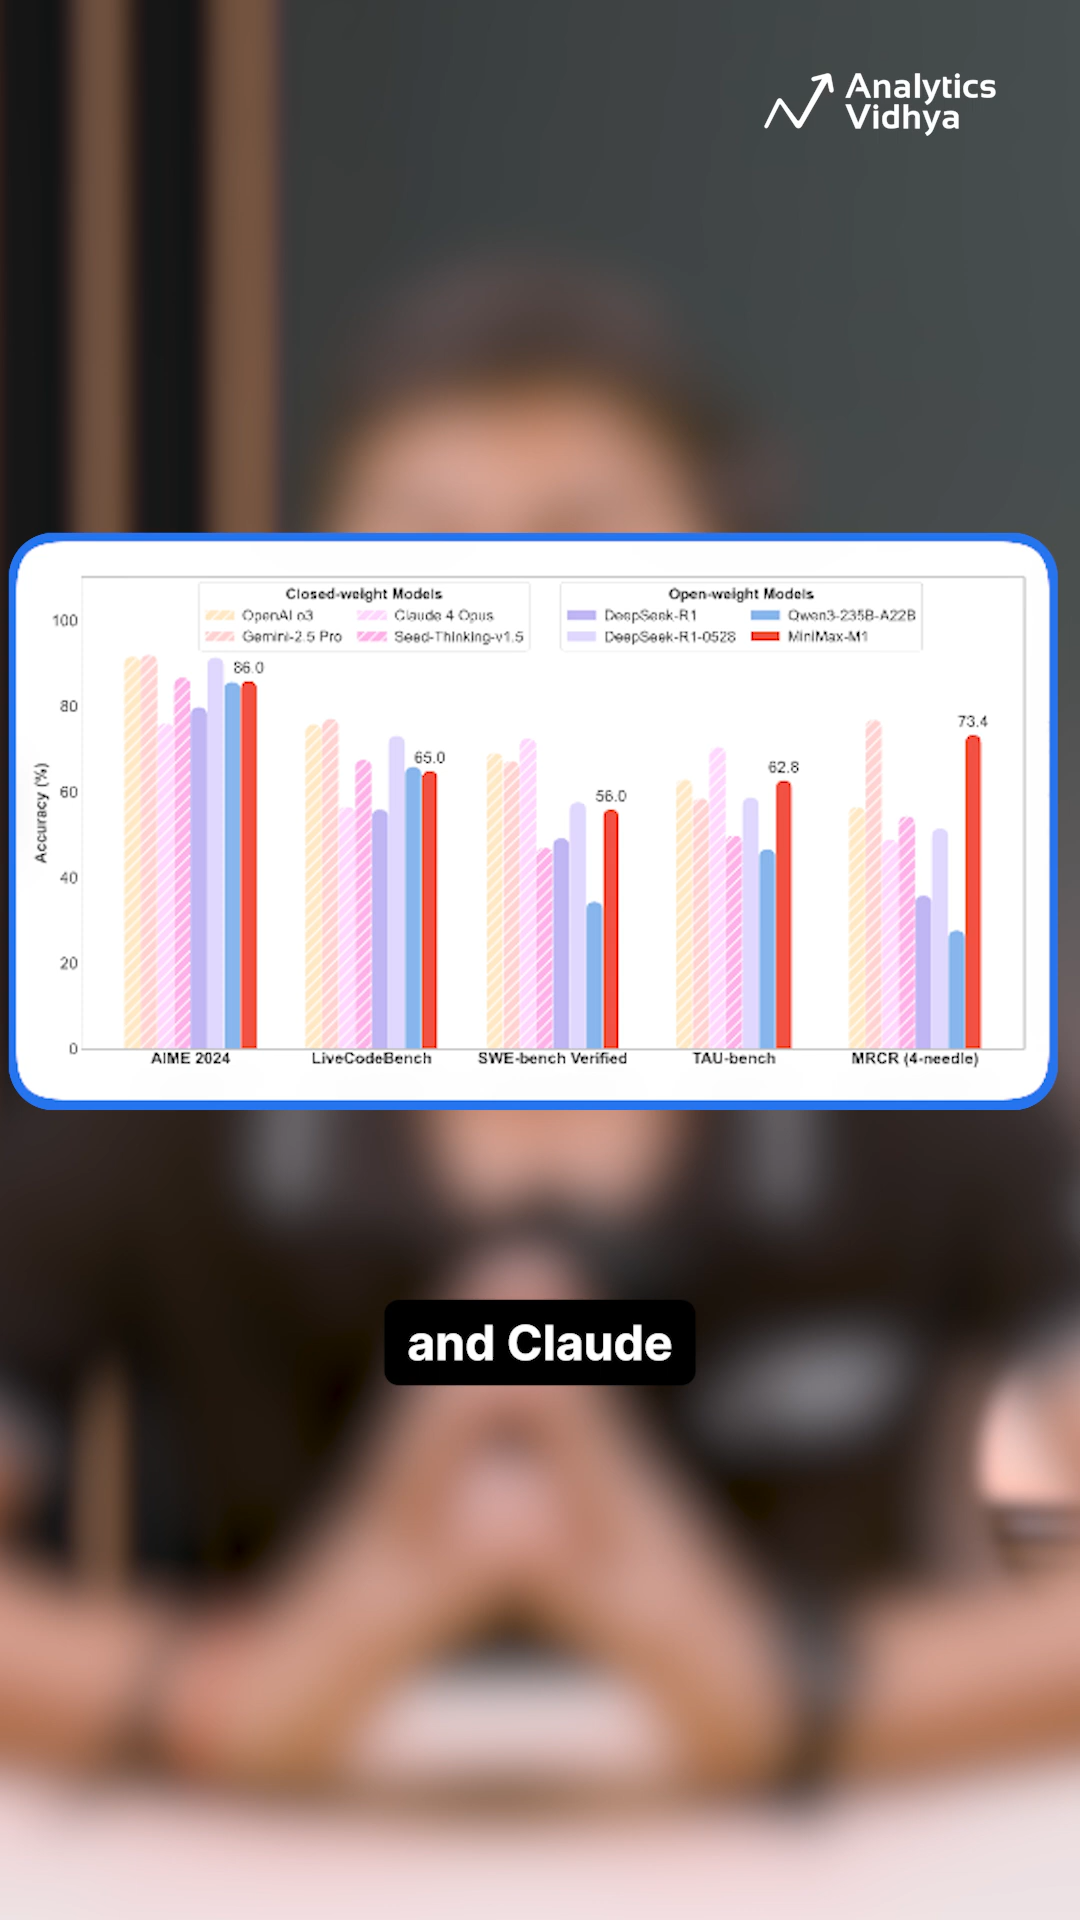 Analytics
Vidhya
Closed-weight Models
OpenAI o3
Claude 4 Opus
Gemini-2.5 Pro
Seed-Thinking-v1.5
Open-weight Models
DeepSeek-R1
Qwen3-235B-A22B
DeepSeek-R1-0528
MiniMax-M1
Accuracy (%)
100
80
60
40
20
0
86.0
65.0
56.0
62.8
73.4
AIME 2024
LiveCodeBench
SWE-bench Verified
TAU-bench
MRCR (4-needle)
and Claude